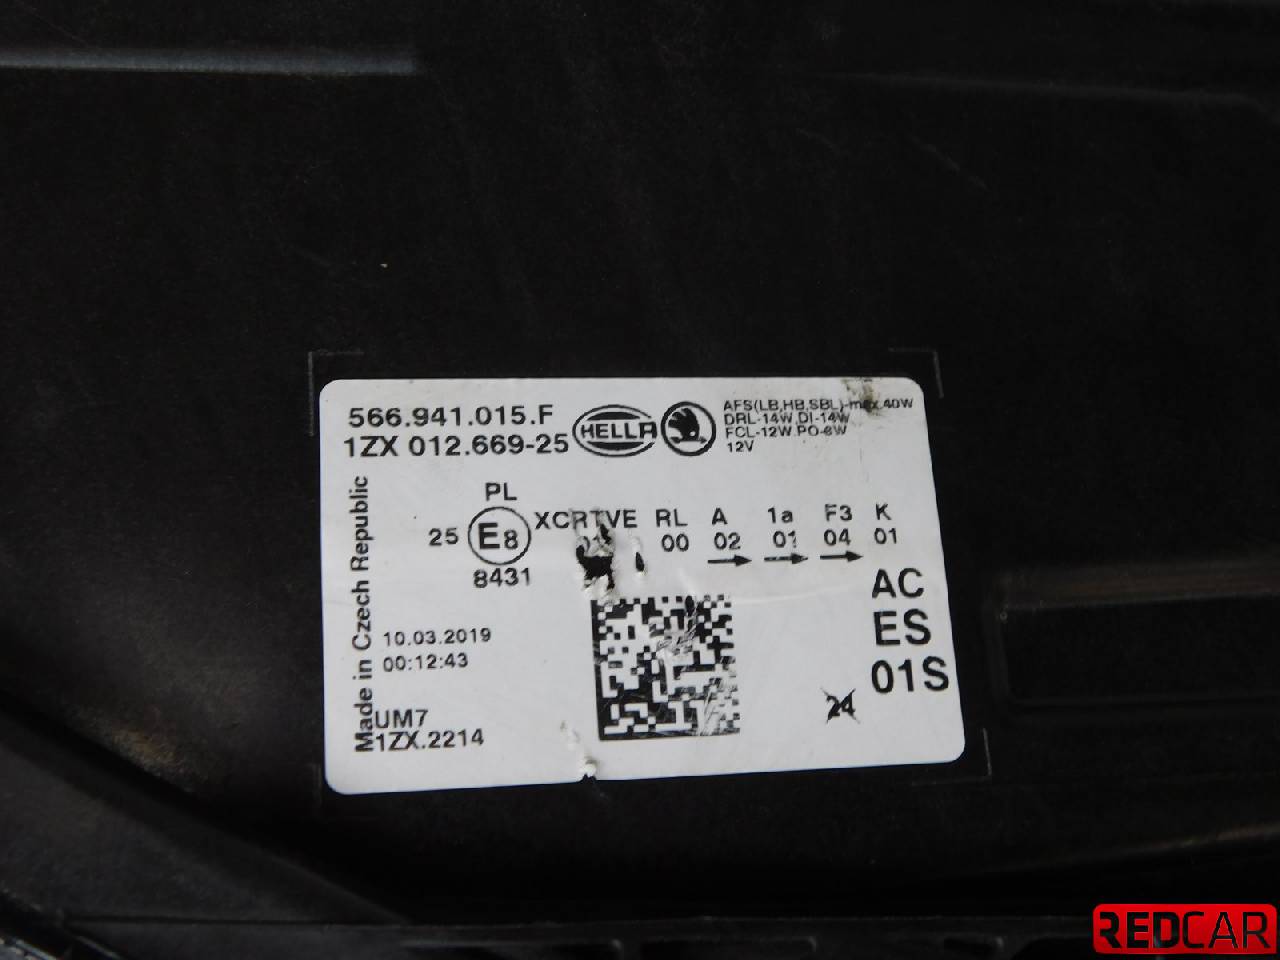 566.941.015.F
1ZX 012.669-25
HELLA
AFS(LB,HB,SBL)-max.40W
DRL-14W,DI-14W
FCL-12W,PO-6W
12V
PL
25 E8
8431
XCRTVE RL A 1a F3 K
01 00 02 01 04 01
AC
ES
01S
Made in Czech Republic
10.03.2019
00:12:43
UM7
1ZX.2214
24
REDCAR